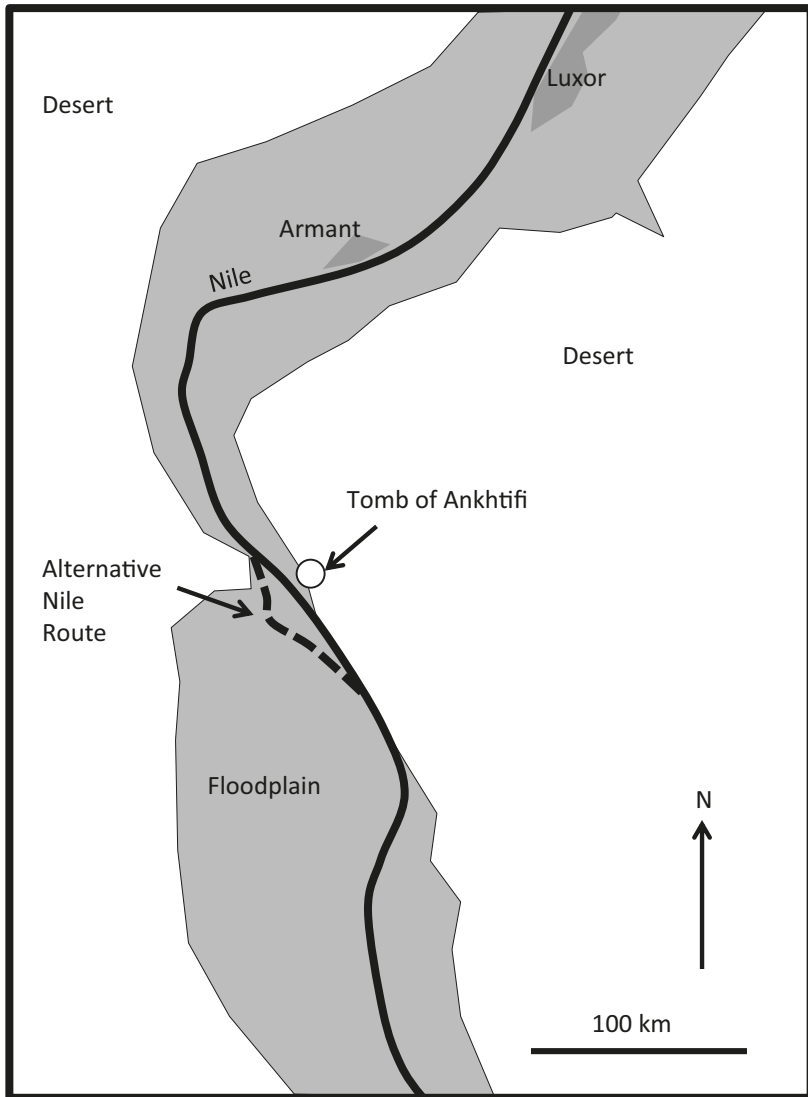 Luxor
Desert
Armant
Nile
Desert
Tomb of Ankhtifi
Alternative
Nile
Route
Floodplain
N
100 km